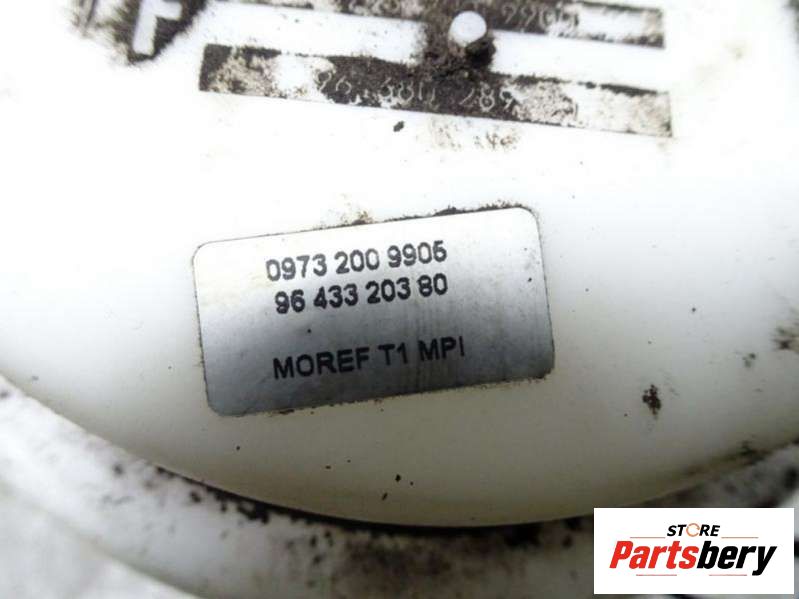 F
0973 200 9905
96 433 203 80
MOREF T1 MPI
STORE
Partsbery